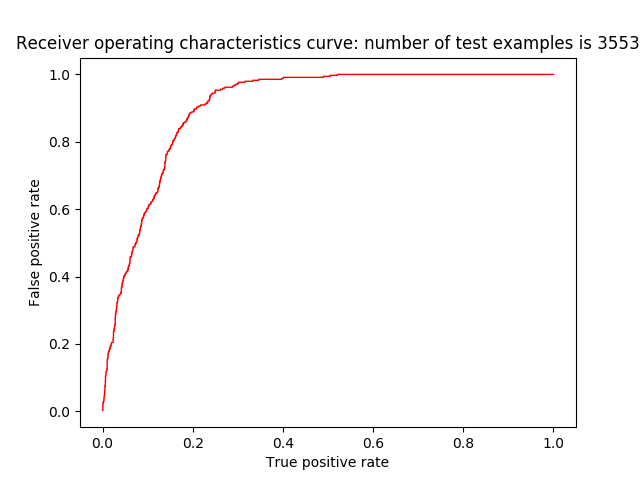 Receiver operating characteristics curve: number of test examples is 3553
1.0
0.8
0.6
0.4
0.2
0.0
False positive rate
0.0 0.2 0.4 0.6 0.8 1.0
True positive rate